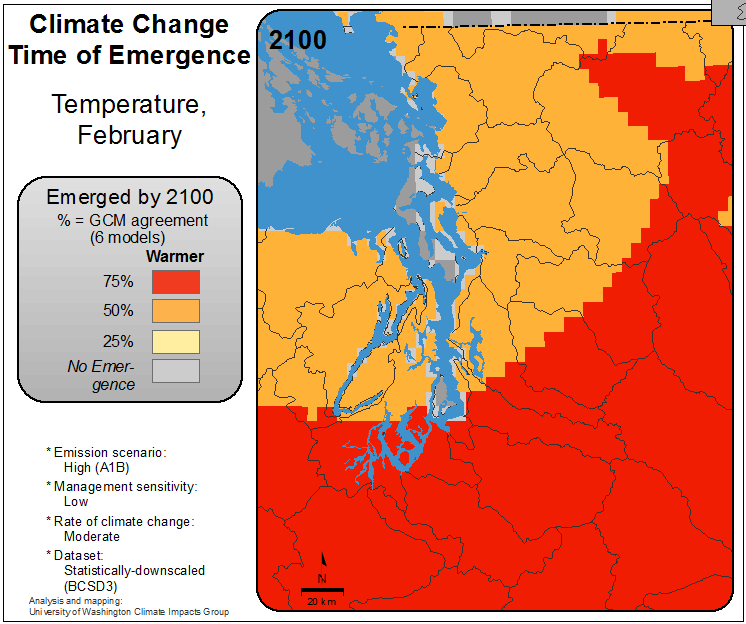 Climate Change
Time of Emergence
Temperature,
February
Emerged by 2100
% = GCM agreement
(6 models)
Warmer
75%
50%
25%
No Emer-
gence
* Emission scenario:
High (A1B)
* Management sensitivity:
Low
* Rate of climate change:
Moderate
* Dataset:
Statistically-downscaled
(BCSD3)
Analysis and mapping:
University of Washington Climate Impacts Group
2100
N
20 km